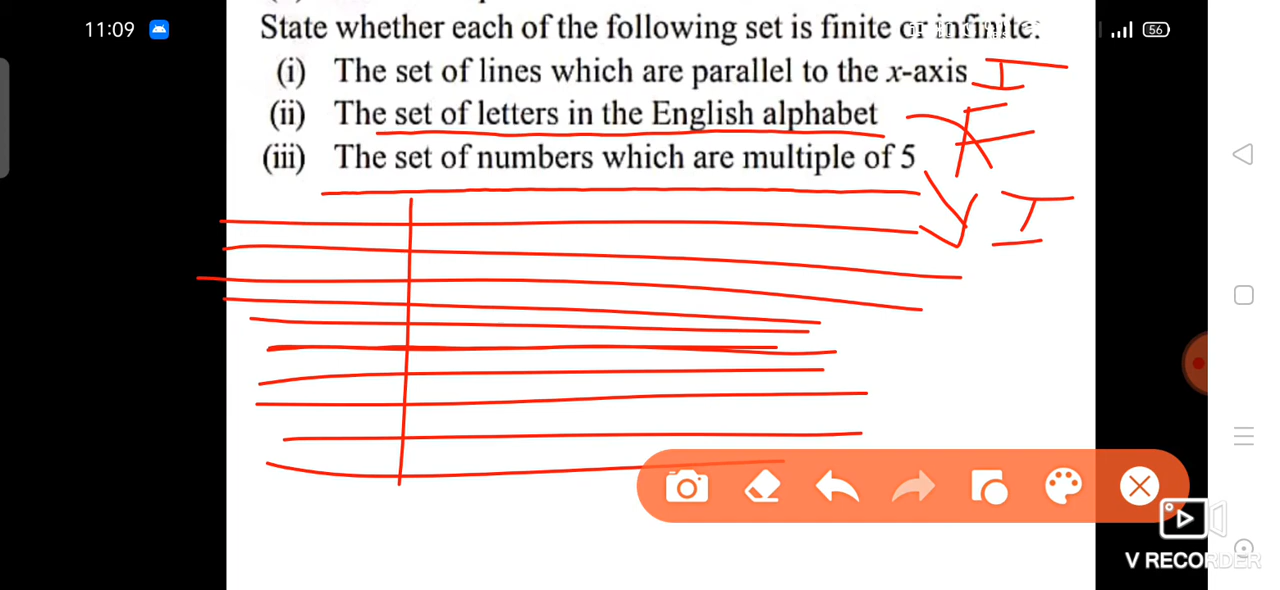 11:09
56
State whether each of the following set is finite or infinite.
(i) The set of lines which are parallel to the x-axis I
(ii) The set of letters in the English alphabet F
(iii) The set of numbers which are multiple of 5 I
V RECORDER